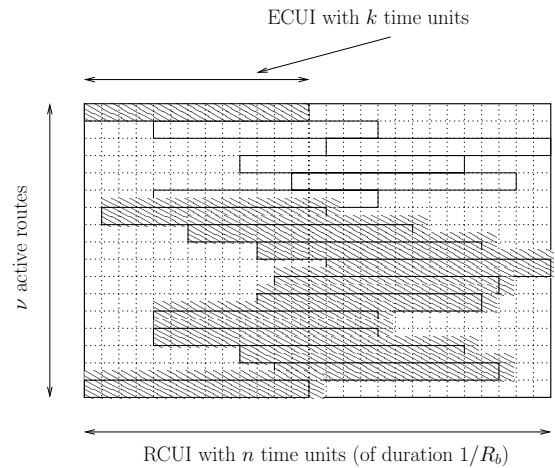 ECUI with k time units
ν active routes
RCUI with n time units (of duration 1/R_b)